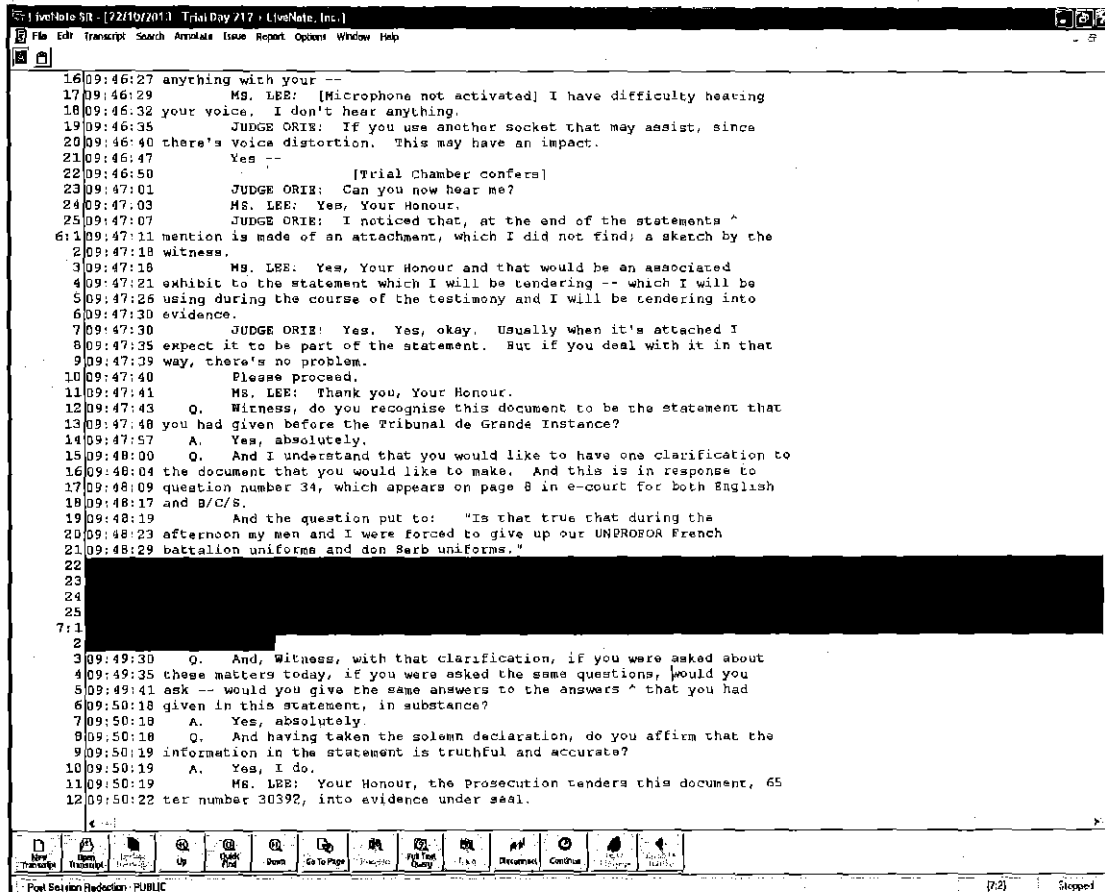 LiveNote SR - [22/10/2013 Trial Day 217 : LiveNote, Inc.]
File Edit Transcript Search Annotate Issue Report Options Window Help
16 09:46:27 anything with your --
17 09:46:29 MS. LEE: [Microphone not activated] I have difficulty hearing
18 09:46:32 your voice. I don't hear anything.
19 09:46:35 JUDGE ORIE: If you use another socket that may assist, since
20 09:46:40 there's voice distortion. This may have an impact.
21 09:46:47 Yes --
22 09:46:50 [Trial Chamber confers]
23 09:47:01 JUDGE ORIE: Can you now hear me?
24 09:47:03 MS. LEE: Yes, Your Honour.
25 09:47:07 JUDGE ORIE: I noticed that, at the end of the statements ^
6:1 09:47:11 mention is made of an attachment, which I did not find; a sketch by the
2 09:47:18 witness.
3 09:47:18 MS. LEE: Yes, Your Honour and that would be an associated
4 09:47:21 exhibit to the statement which I will be tendering -- which I will be
5 09:47:26 using during the course of the testimony and I will be tendering into
6 09:47:30 evidence.
7 09:47:30 JUDGE ORIE: Yes. Yes, okay. Usually when it's attached I
8 09:47:35 expect it to be part of the statement. But if you deal with it in that
9 09:47:39 way, there's no problem.
10 09:47:40 Please proceed.
11 09:47:41 MS. LEE: Thank you, Your Honour.
12 09:47:43 Q. Witness, do you recognise this document to be the statement that
13 09:47:48 you had given before the Tribunal de Grande Instance?
14 09:47:57 A. Yes, absolutely.
15 09:48:00 Q. And I understand that you would like to have one clarification to
16 09:48:04 the document that you would like to make. And this is in response to
17 09:48:09 question number 34, which appears on page 8 in e-court for both English
18 09:48:17 and B/C/S.
19 09:48:19 And the question put to: "Is that true that during the
20 09:48:23 afternoon my men and I were forced to give up our UNPROFOR French
21 09:48:29 battalion uniforms and don Serb uniforms."
22
23
24
25
7:1
2
3 09:49:30 Q. And, Witness, with that clarification, if you were asked about
4 09:49:35 these matters today, if you were asked the same questions, would you
5 09:49:41 ask -- would you give the same answers to the answers ^ that you had
6 09:50:18 given in this statement, in substance?
7 09:50:18 A. Yes, absolutely.
8 09:50:18 Q. And having taken the solemn declaration, do you affirm that the
9 09:50:19 information in the statement is truthful and accurate?
10 09:50:19 A. Yes, I do.
11 09:50:19 MS. LEE: Your Honour, the Prosecution tenders this document, 65
12 09:50:22 ter number 30392, into evidence under seal.
New Transcript Open Transcript Up Quick Find Down Go To Page Full Text Query Disconnect Continue
Post Session Redaction - PUBLIC [7:2] Stopped